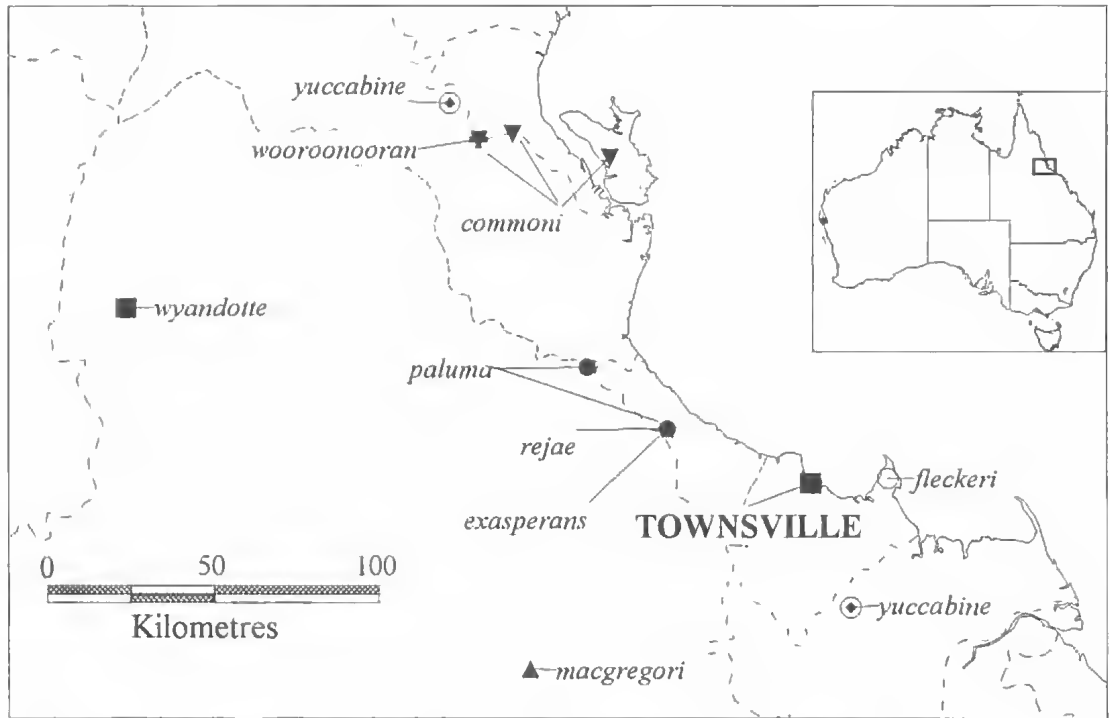 yuccabine
wooroonooran
commoni
wyandotte
paluma
rejae
exasperans
fleckeri
TOWNSVILLE
0 50 100
Kilometres
yuccabine
macgregori